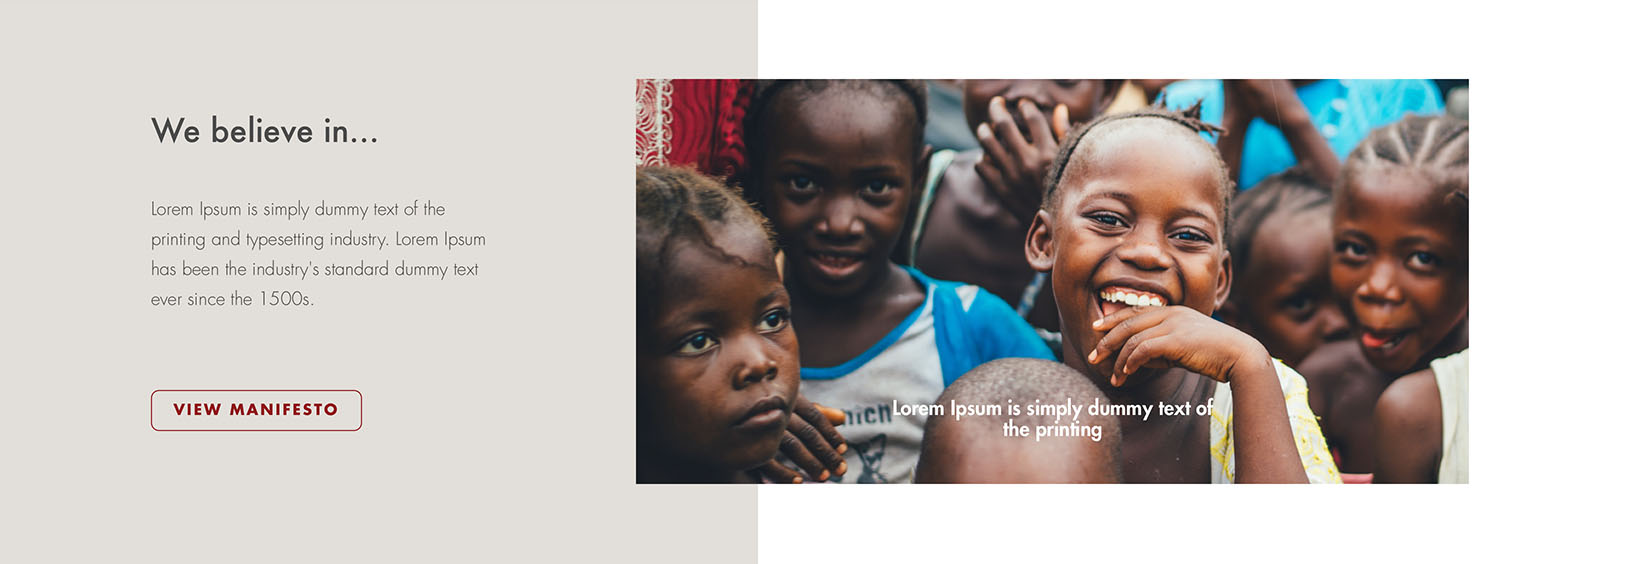 We believe in...
Lorem Ipsum is simply dummy text of the
printing and typesetting industry. Lorem Ipsum
has been the industry's standard dummy text
ever since the 1500s.
VIEW MANIFESTO
Lorem Ipsum is simply dummy text of
the printing